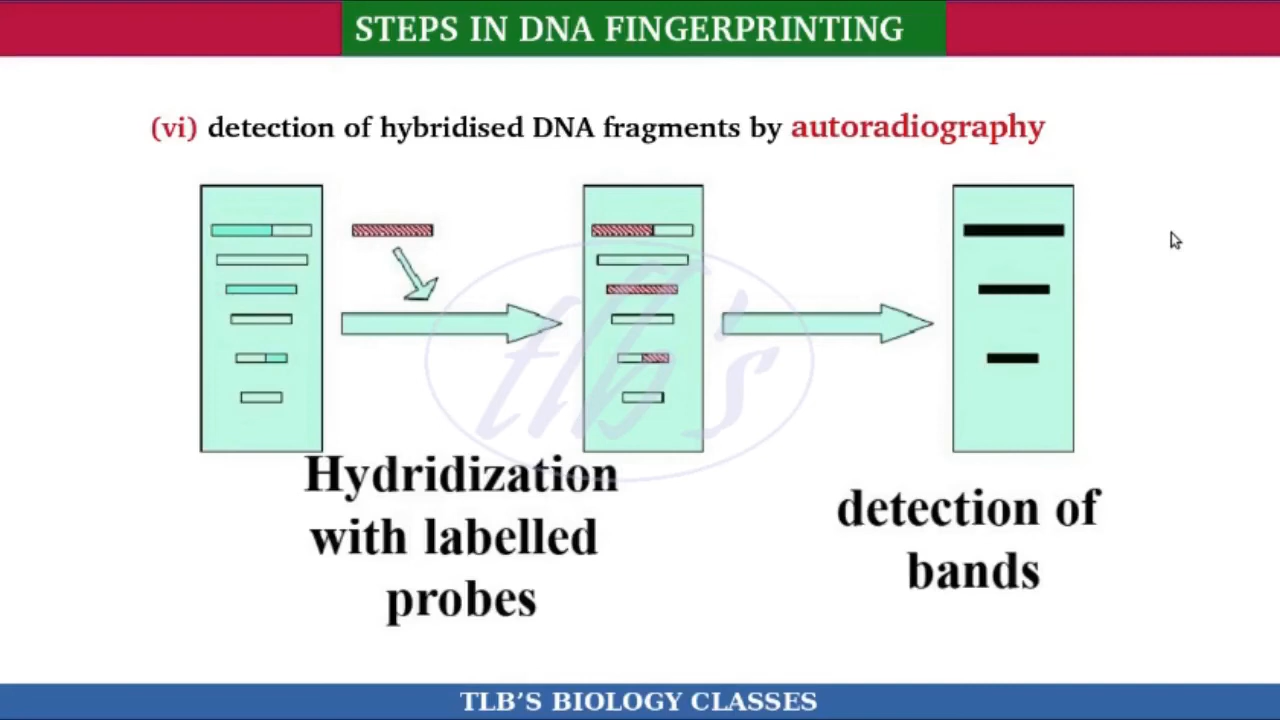 STEPS IN DNA FINGERPRINTING
(vi) detection of hybridised DNA fragments by autoradiography
tlb's
Hydridization
with labelled
probes
detection of
bands
TLB'S BIOLOGY CLASSES